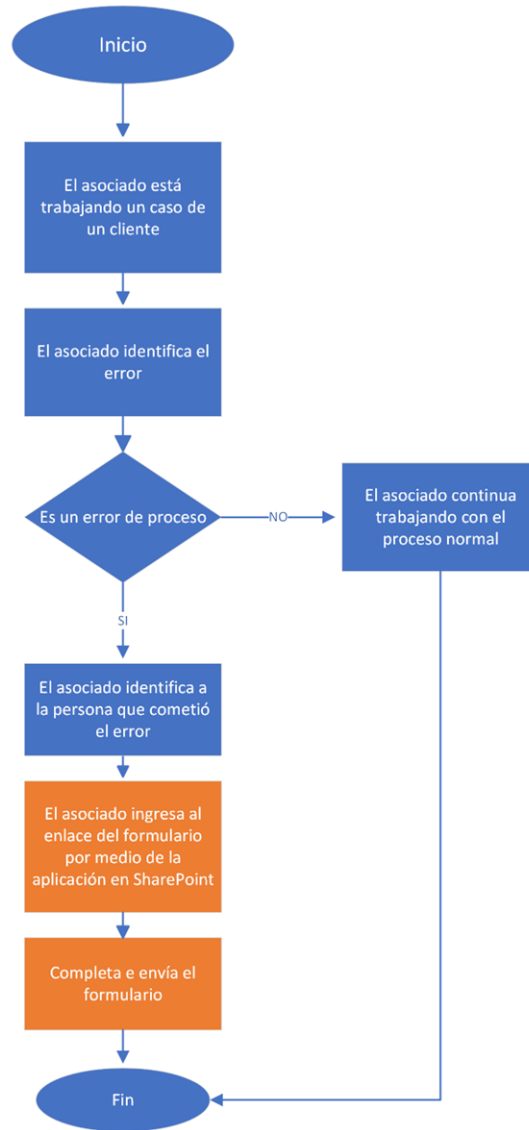 Inicio
El asociado está
trabajando un caso de
un cliente
El asociado identifica el
error
Es un error de proceso
NO
El asociado continua
trabajando con el
proceso normal
SI
El asociado identifica a
la persona que cometió
el error
El asociado ingresa al
enlace del formulario
por medio de la
aplicación en SharePoint
Completa e envía el
formulario
Fin